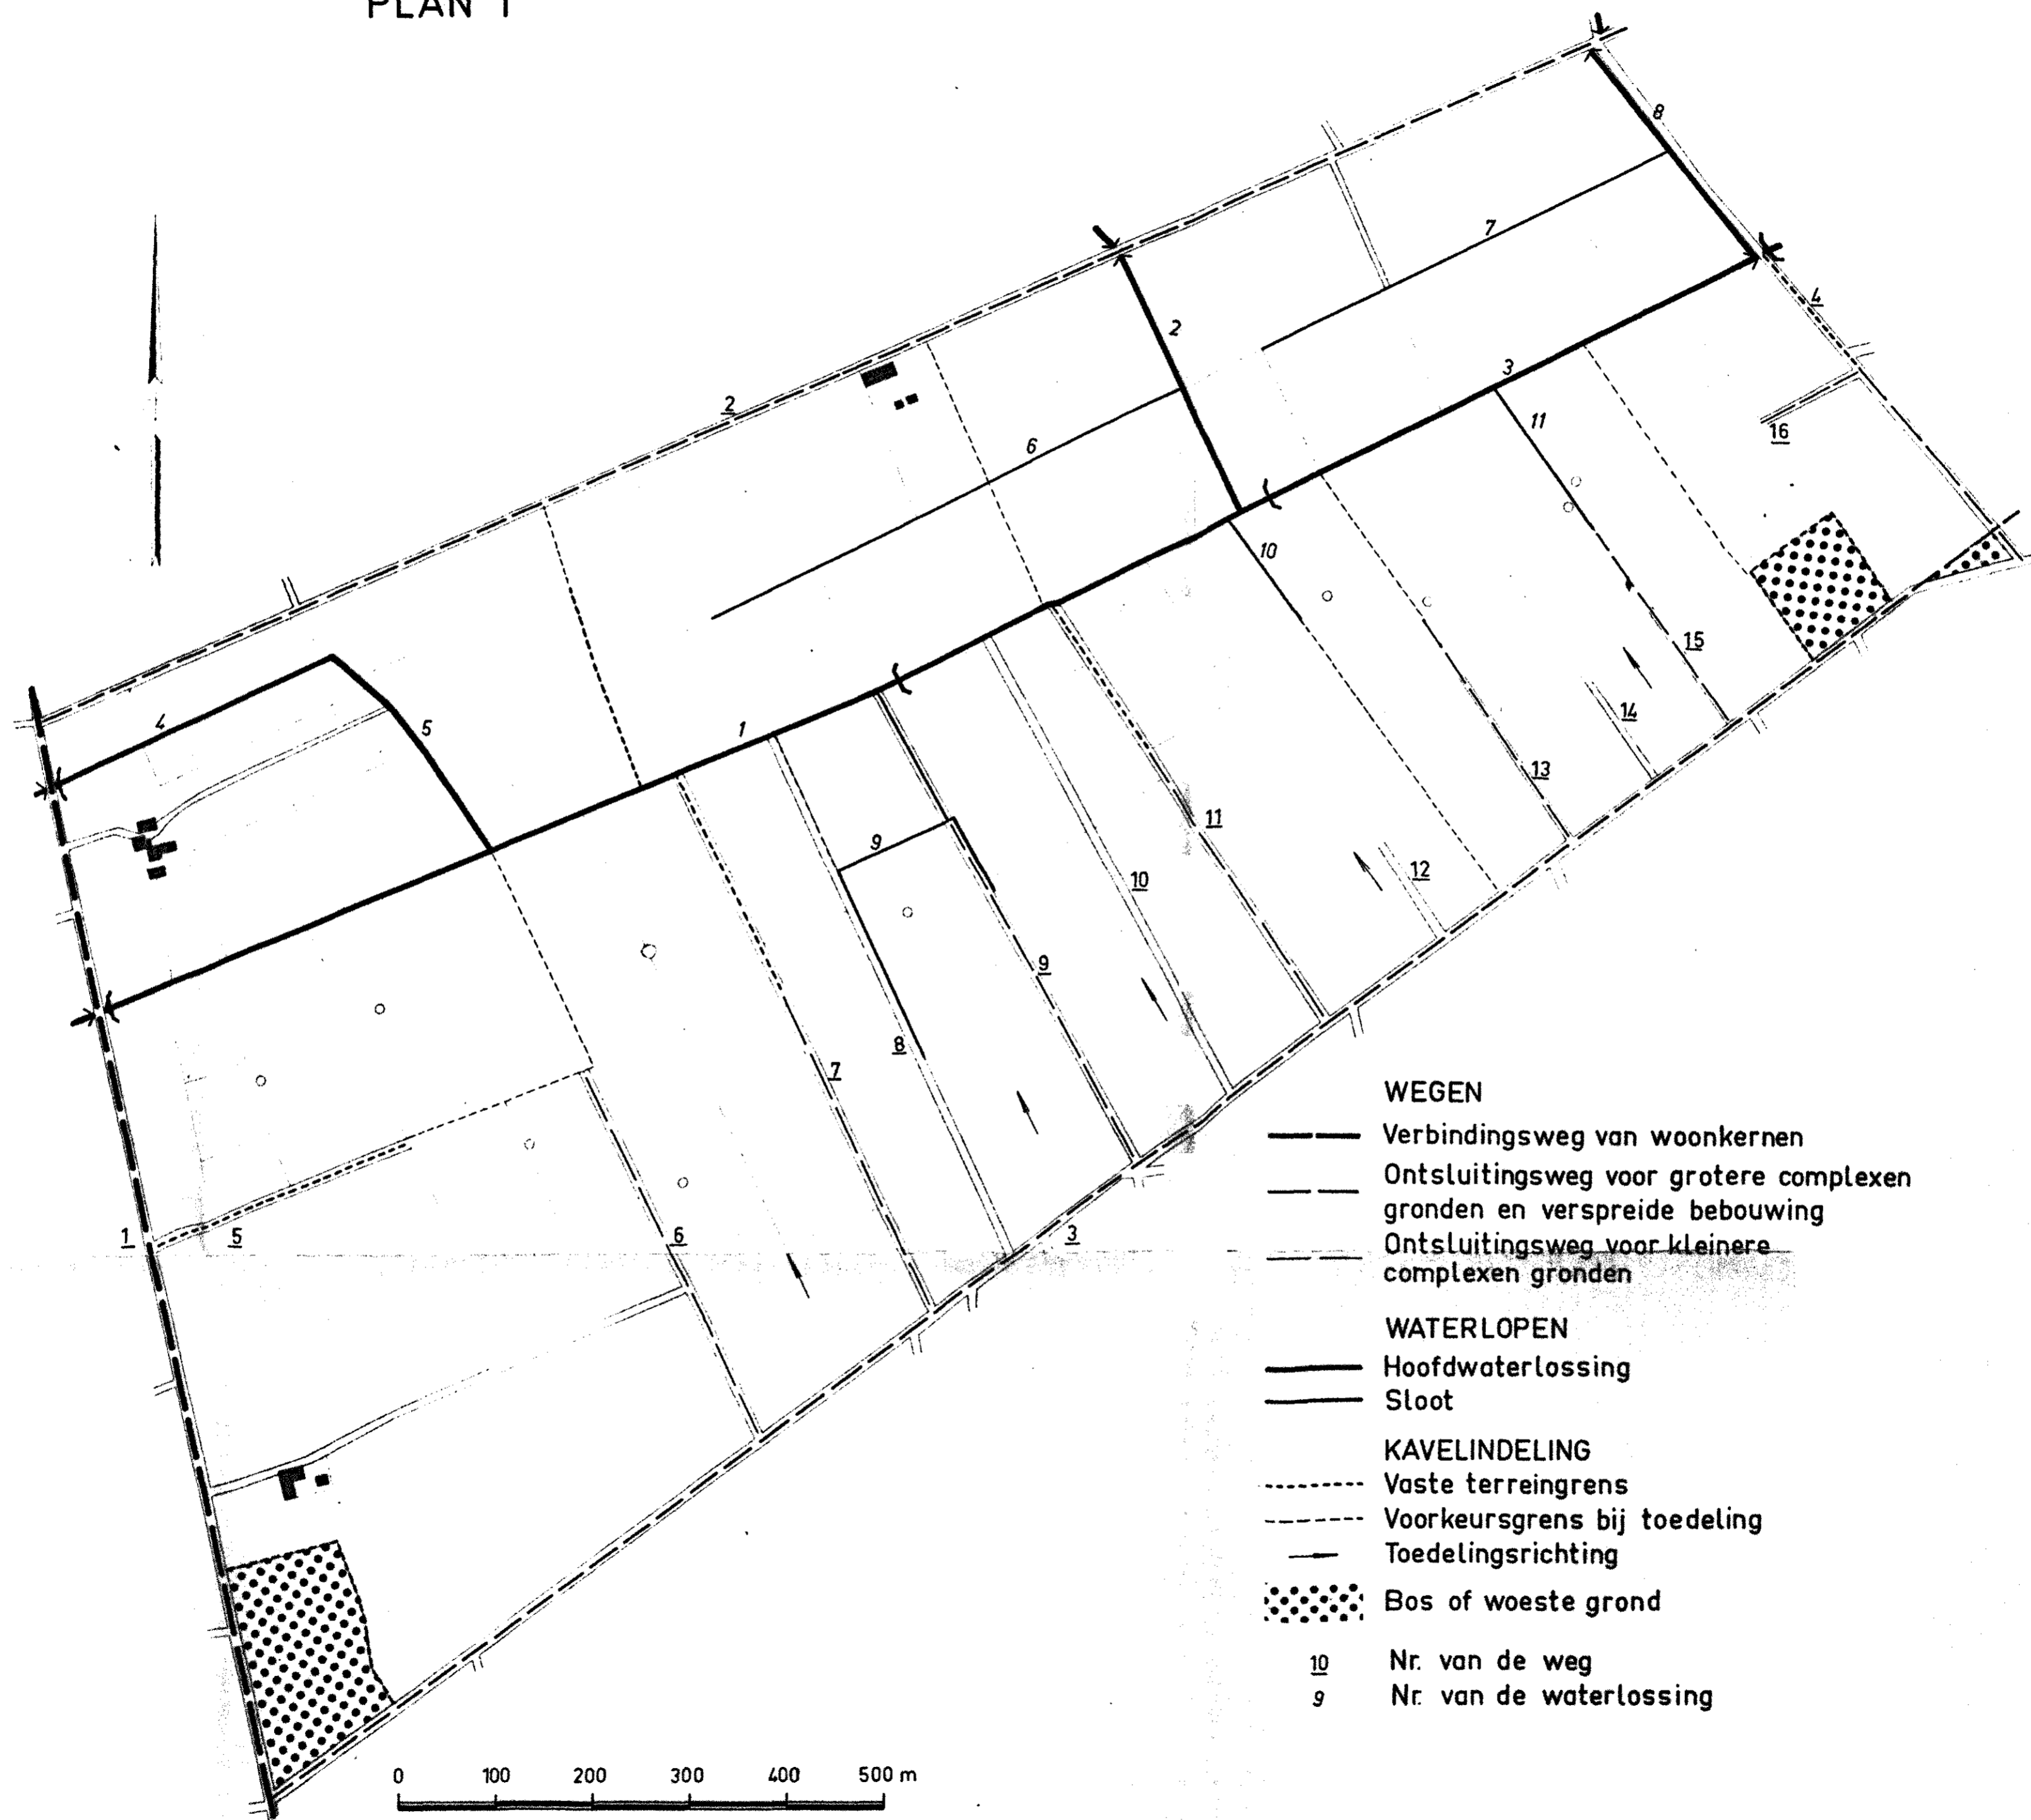 PLAN 1
8
7
4
2
3
2
11
6
16
10
15
4
5
14
1
13
11
9
12
10
9
8
7
WEGEN
Verbindingsweg van woonkernen
Ontsluitingsweg voor grotere complexen
gronden en verspreide bebouwing
1
5
6
3
Ontsluitingsweg voor kleinere
complexen gronden
WATERLOPEN
Hoofdwaterlossing
Sloot
KAVELINDELING
Vaste terreingrens
Voorkeursgrens bij toedeling
Toedelingsrichting
Bos of woeste grond
10 Nr. van de weg
9 Nr. van de waterlossing
0 100 200 300 400 500 m